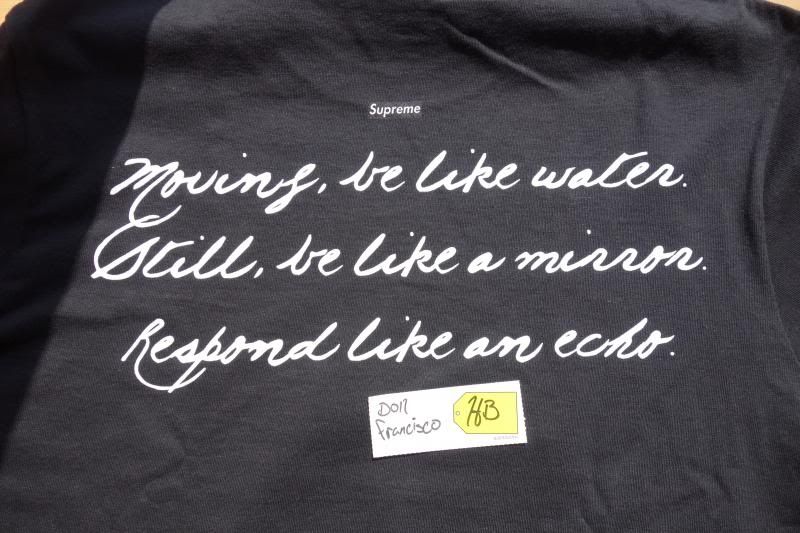 Supreme
Moving, be like water.
Still, be like a mirror.
Respond like an echo.
Don
Francisco
HB